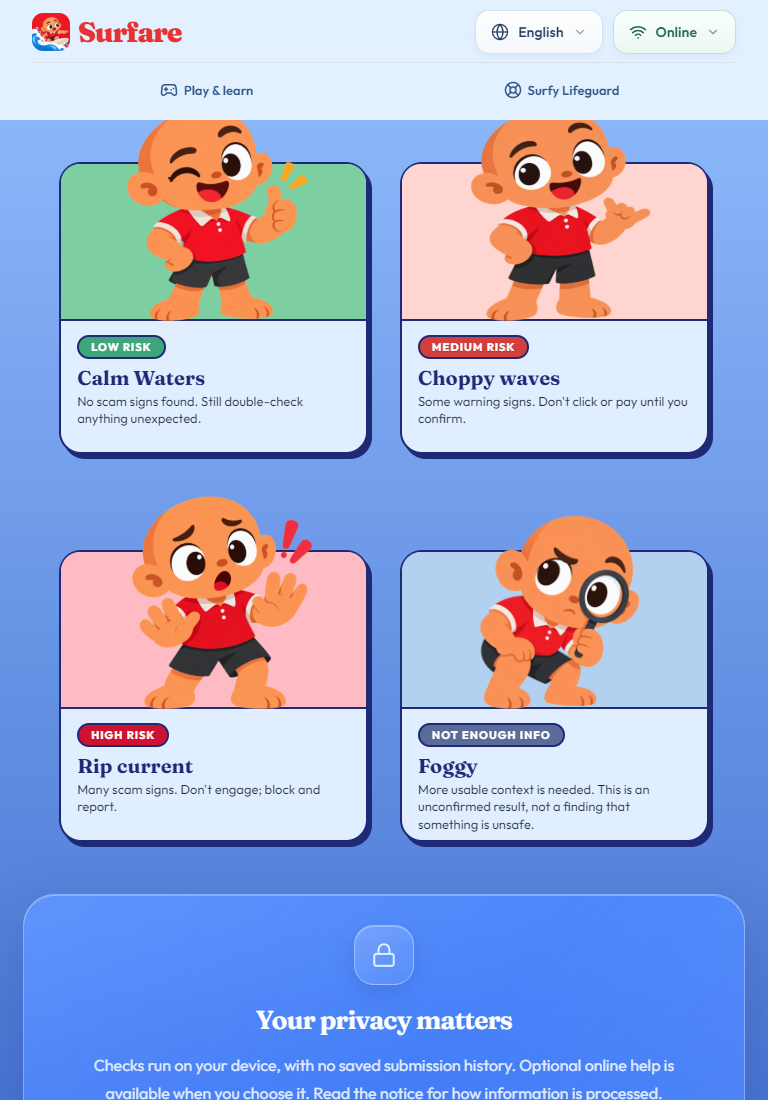 Surfare
English
Online
Play & learn
Surfy Lifeguard
LOW RISK
Calm Waters
No scam signs found. Still double-check
anything unexpected.
MEDIUM RISK
Choppy waves
Some warning signs. Don't click or pay until you
confirm.
HIGH RISK
Rip current
Many scam signs. Don't engage; block and
report.
NOT ENOUGH INFO
Foggy
More usable context is needed. This is an
unconfirmed result, not a finding that
something is unsafe.
Your privacy matters
Checks run on your device, with no saved submission history. Optional online help is
available when you choose it. Read the notice for how information is processed.